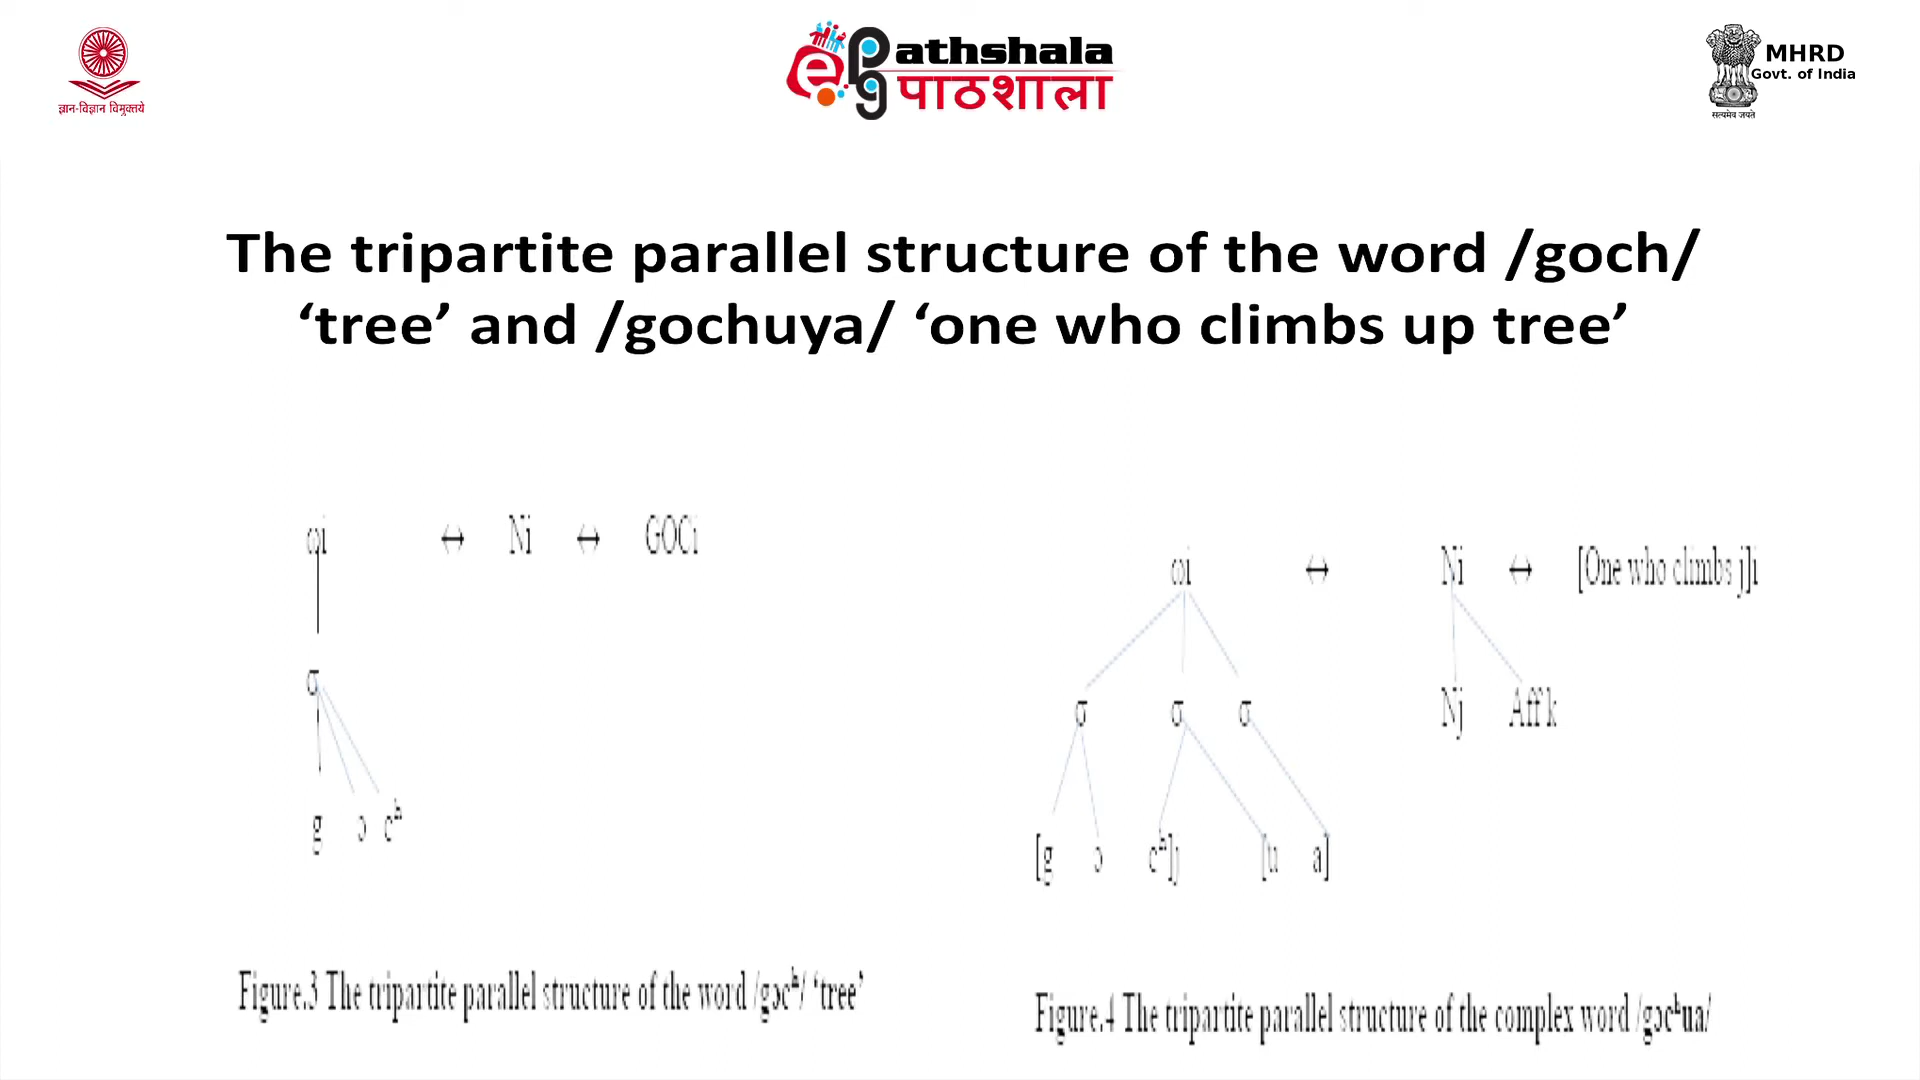 ज्ञान-विज्ञान विमुक्तये
e pg athshala
पाठशाला
MHRD
Govt. of India
सत्यमेव जयते
The tripartite parallel structure of the word /goch/
‘tree’ and /gochuya/ ‘one who climbs up tree’
ωi ↔ Ni ↔ GOCi
σ
g ɔ cʰ
Figure.3 The tripartite parallel structure of the word /gɔcʰ/ ‘tree’
ωi ↔ Ni ↔ [One who climbs j]i
σ σ σ Nj Aff k
[g ɔ cʰ]j [u a]
Figure.4 The tripartite parallel structure of the complex word /gɔcʰua/